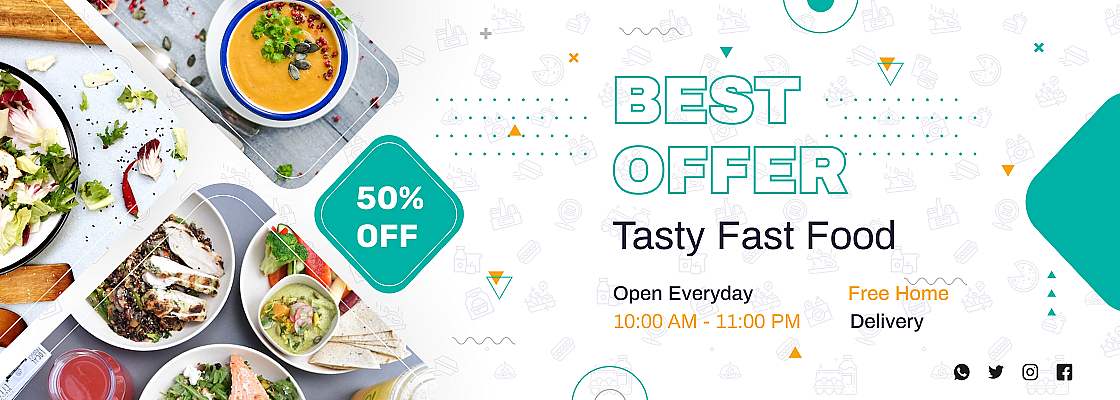 50%
OFF
BEST
OFFER
Tasty Fast Food
Open Everyday
10:00 AM - 11:00 PM
Free Home
Delivery